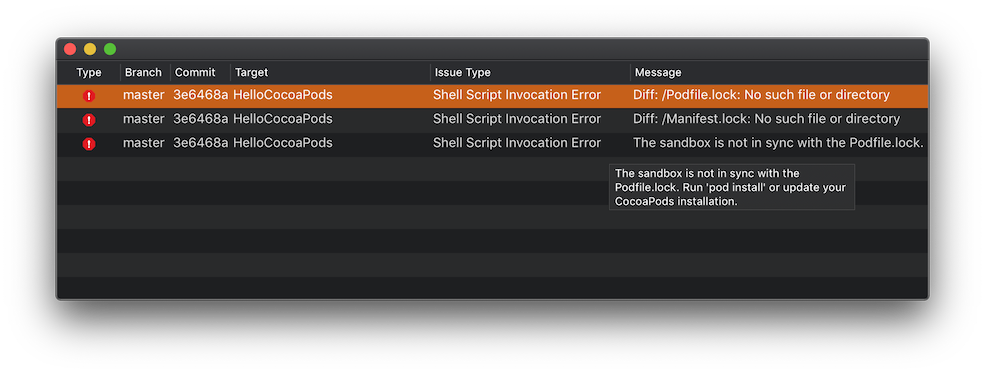 Type Branch Commit Target Issue Type Message
master 3e6468a HelloCocoaPods Shell Script Invocation Error Diff: /Podfile.lock: No such file or directory
master 3e6468a HelloCocoaPods Shell Script Invocation Error Diff: /Manifest.lock: No such file or directory
master 3e6468a HelloCocoaPods Shell Script Invocation Error The sandbox is not in sync with the Podfile.lock.
The sandbox is not in sync with the
Podfile.lock. Run 'pod install' or update your
CocoaPods installation.